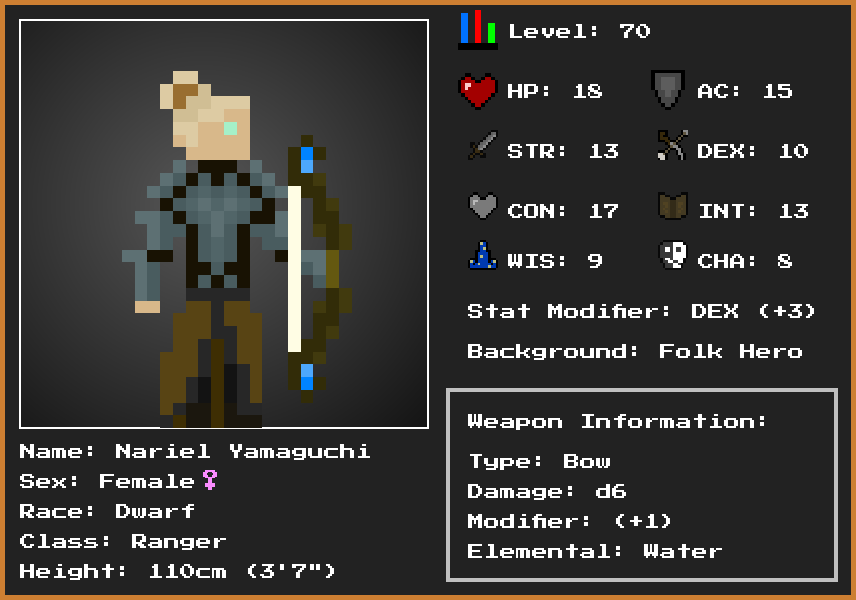 Level: 70
HP: 18
AC: 15
STR: 13
DEX: 10
CON: 17
INT: 13
WIS: 9
CHA: 8
Stat Modifier: DEX (+3)
Background: Folk Hero
Weapon Information:
Type: Bow
Damage: d6
Modifier: (+1)
Elemental: Water
Name: Nariel Yamaguchi
Sex: Female♀
Race: Dwarf
Class: Ranger
Height: 110cm (3'7")